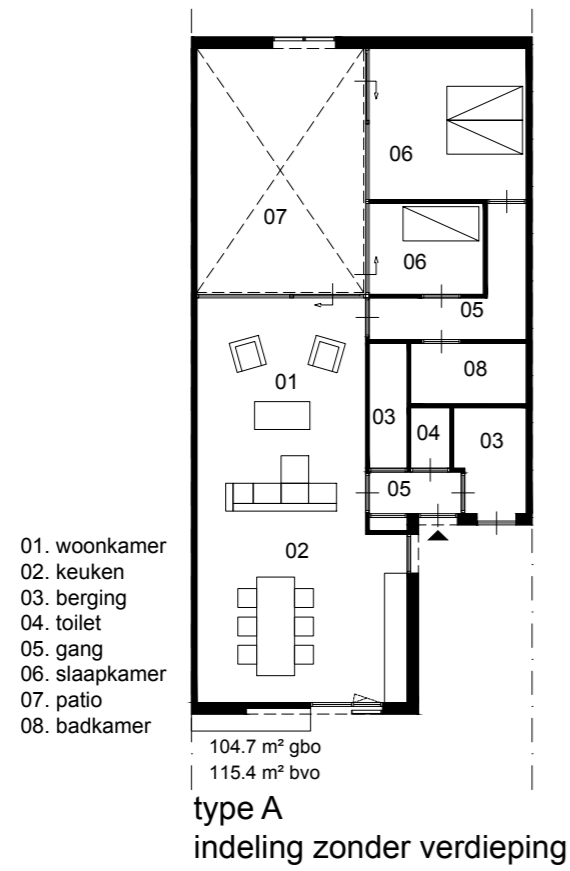 06
07
06
05
01
08
03
04
03
05
02
01. woonkamer
02. keuken
03. berging
04. toilet
05. gang
06. slaapkamer
07. patio
08. badkamer
104.7 m² gbo
115.4 m² bvo
type A
indeling zonder verdieping